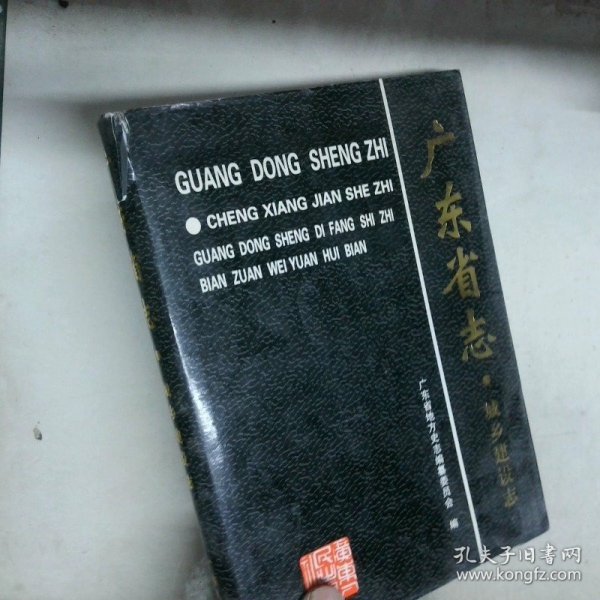 GUANG DONG SHENG ZHI
● CHENG XIANG JIAN SHE ZHI
GUANG DONG SHENG DI FANG SHI ZHI
BIAN ZUAN WEI YUAN HUI BIAN
广东省志·城乡建设志
广东省地方史志编纂委员会 编
孔夫子旧书网
www.kongfz.com